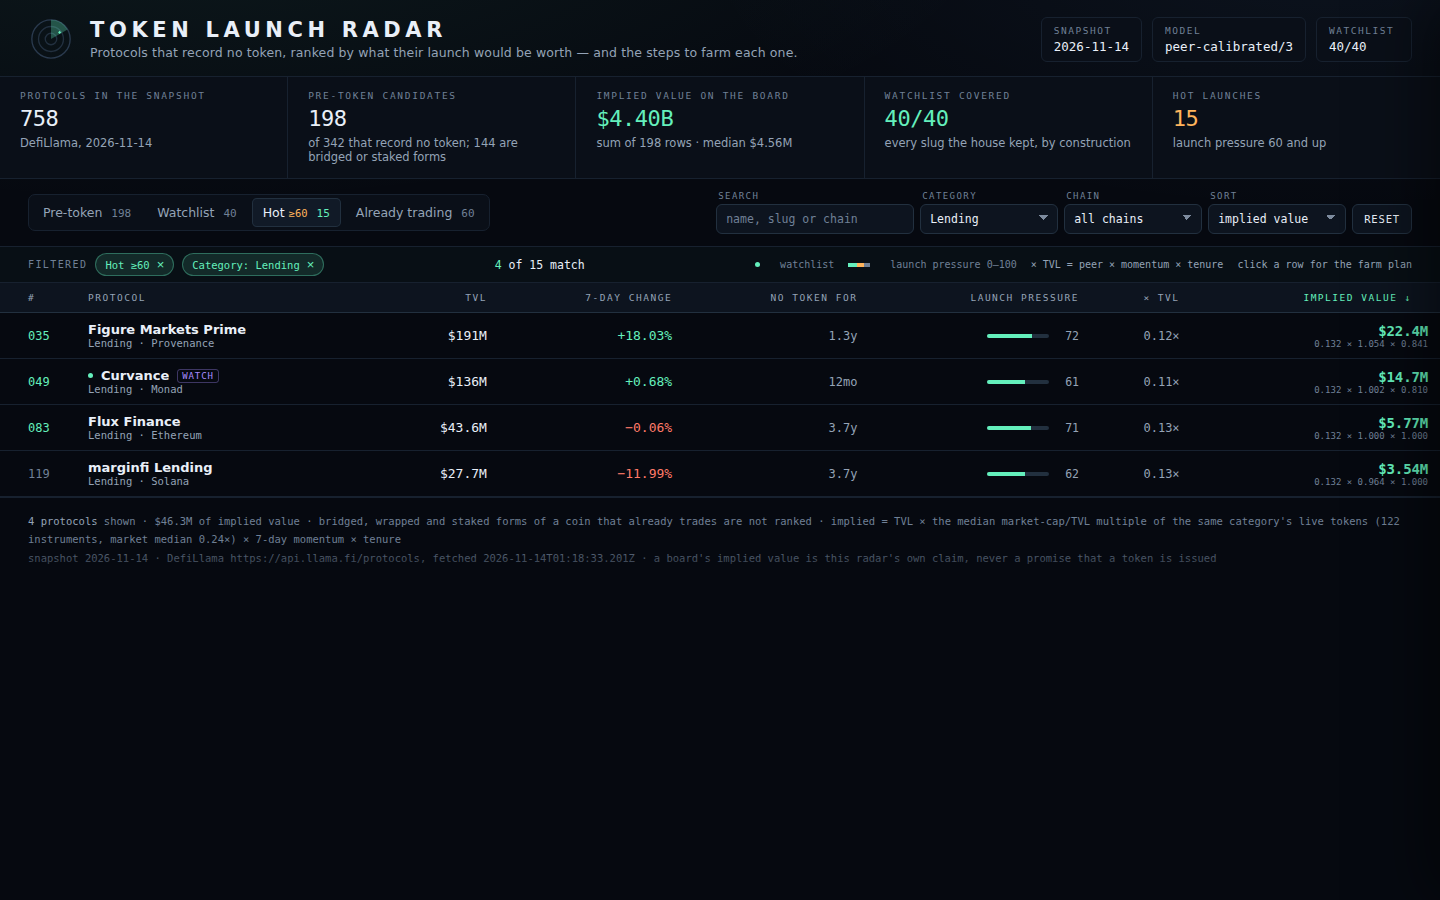 TOKEN LAUNCH RADAR
Protocols that record no token, ranked by what their launch would be worth — and the steps to farm each one.
SNAPSHOT
2026-11-14
MODEL
peer-calibrated/3
WATCHLIST
40/40
PROTOCOLS IN THE SNAPSHOT
758
DefiLlama, 2026-11-14
PRE-TOKEN CANDIDATES
198
of 342 that record no token; 144 are
bridged or staked forms
IMPLIED VALUE ON THE BOARD
$4.40B
sum of 198 rows · median $4.56M
WATCHLIST COVERED
40/40
every slug the house kept, by construction
HOT LAUNCHES
15
launch pressure 60 and up
Pre-token 198 Watchlist 40 Hot ≥60 15 Already trading 60
SEARCH CATEGORY CHAIN SORT
name, slug or chain Lending all chains implied value RESET
FILTERED Hot ≥60 × Category: Lending × 4 of 15 match watchlist launch pressure 0–100 × TVL = peer × momentum × tenure click a row for the farm plan
# PROTOCOL TVL 7-DAY CHANGE NO TOKEN FOR LAUNCH PRESSURE × TVL IMPLIED VALUE ↓
035 Figure Markets Prime $191M +18.03% 1.3y 72 0.12× $22.4M
Lending · Provenance 0.132 × 1.054 × 0.841
049 Curvance WATCH $136M +0.68% 12mo 61 0.11× $14.7M
Lending · Monad 0.132 × 1.002 × 0.810
083 Flux Finance $43.6M −0.06% 3.7y 71 0.13× $5.77M
Lending · Ethereum 0.132 × 1.000 × 1.000
119 marginfi Lending $27.7M −11.99% 3.7y 62 0.13× $3.54M
Lending · Solana 0.132 × 0.964 × 1.000
4 protocols shown · $46.3M of implied value · bridged, wrapped and staked forms of a coin that already trades are not ranked · implied = TVL × the median market-cap/TVL multiple of the same category's live tokens (122
instruments, market median 0.24×) × 7-day momentum × tenure
snapshot 2026-11-14 · DefiLlama https://api.llama.fi/protocols, fetched 2026-11-14T01:18:33.201Z · a board's implied value is this radar's own claim, never a promise that a token is issued